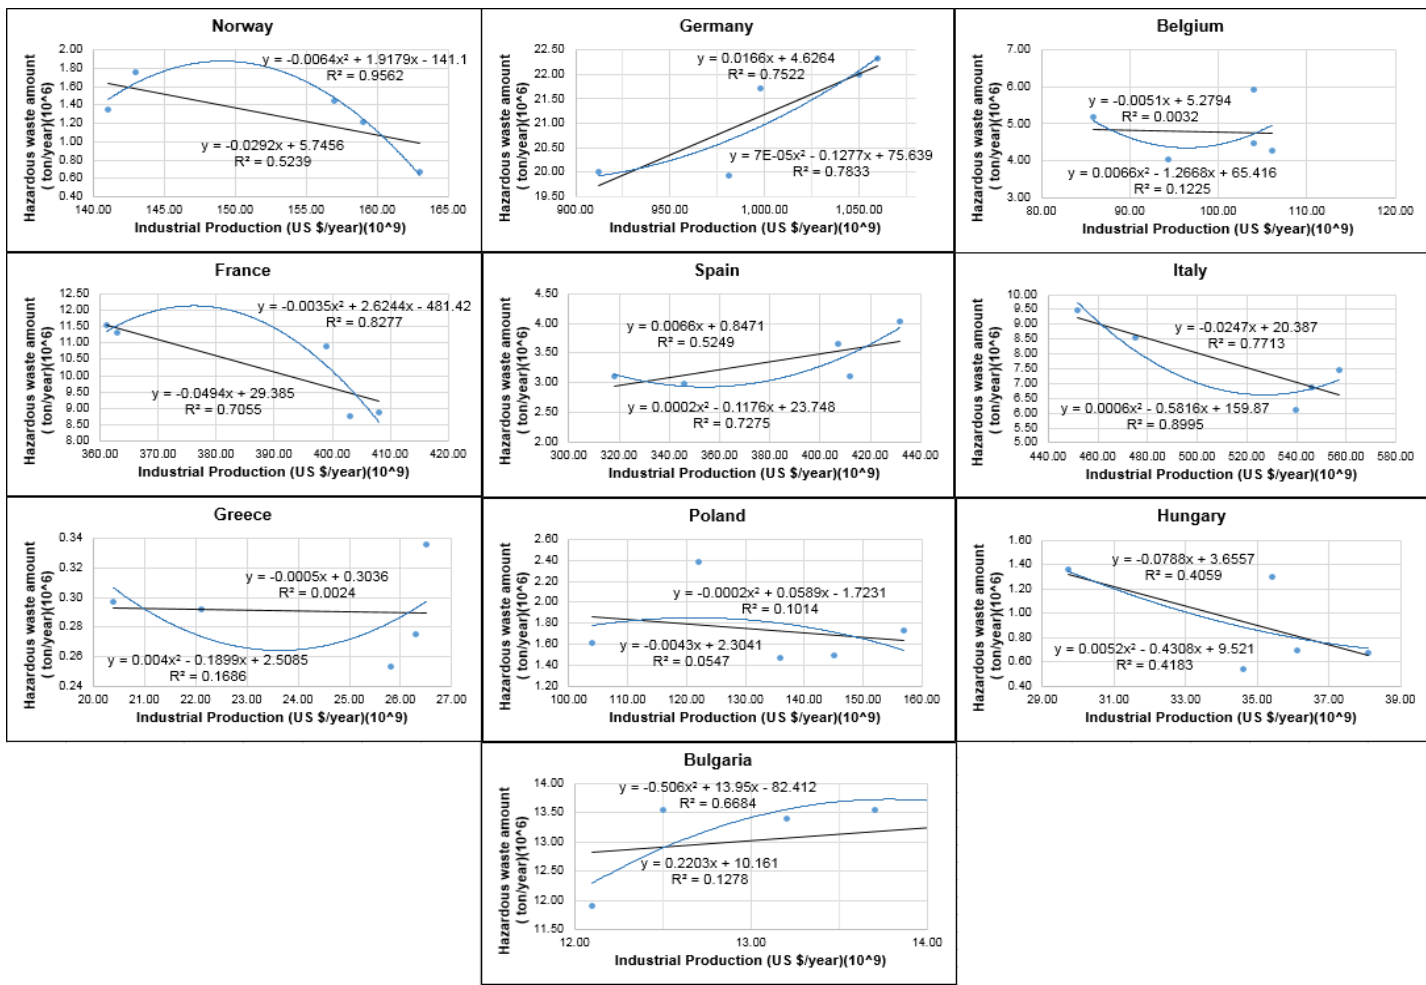 Norway
Hazardous waste amount
( ton/year)(10^6)
2.00
1.80
1.60
1.40
1.20
1.00
0.80
0.60
0.40
y = -0.0064x² + 1.9179x - 141.1
R² = 0.9562
y = -0.0292x + 5.7456
R² = 0.5239
140.00 145.00 150.00 155.00 160.00 165.00
Industrial Production (US $/year)(10^9)
Germany
Hazardous waste amount
( ton/year)(10^6)
22.50
22.00
21.50
21.00
20.50
20.00
19.50
y = 0.0166x + 4.6264
R² = 0.7522
y = 7E-05x² - 0.1277x + 75.639
R² = 0.7833
900.00 950.00 1,000.00 1,050.00
Industrial Production (US $/year)(10^9)
Belgium
Hazardous waste amount
( ton/year)(10^6)
7.00
6.00
5.00
4.00
3.00
y = -0.0051x + 5.2794
R² = 0.0032
y = 0.0066x² - 1.2668x + 65.416
R² = 0.1225
80.00 90.00 100.00 110.00 120.00
Industrial Production (US $/year)(10^9)
France
Hazardous waste amount
( ton/year)(10^6)
12.50
12.00
11.50
11.00
10.50
10.00
9.50
9.00
8.50
8.00
y = -0.0035x² + 2.6244x - 481.42
R² = 0.8277
y = -0.0494x + 29.385
R² = 0.7055
360.00 370.00 380.00 390.00 400.00 410.00 420.00
Industrial Production (US $/year)(10^9)
Spain
Hazardous waste amount
( ton/year)(10^6)
4.50
4.00
3.50
3.00
2.50
2.00
y = 0.0066x + 0.8471
R² = 0.5249
y = 0.0002x² - 0.1176x + 23.748
R² = 0.7275
300.00 320.00 340.00 360.00 380.00 400.00 420.00 440.00
Industrial Production (US $/year)(10^9)
Italy
Hazardous waste amount
( ton/year)(10^6)
10.00
9.50
9.00
8.50
8.00
7.50
7.00
6.50
6.00
5.50
5.00
y = -0.0247x + 20.387
R² = 0.7713
y = 0.0006x² - 0.5816x + 159.87
R² = 0.8995
440.00 460.00 480.00 500.00 520.00 540.00 560.00 580.00
Industrial Production (US $/year)(10^9)
Greece
Hazardous waste amount
( ton/year)(10^6)
0.34
0.32
0.30
0.28
0.26
0.24
y = -0.0005x + 0.3036
R² = 0.0024
y = 0.004x² - 0.1899x + 2.5085
R² = 0.1686
20.00 21.00 22.00 23.00 24.00 25.00 26.00 27.00
Industrial Production (US $/year)(10^9)
Poland
Hazardous waste amount
( ton/year)(10^6)
2.60
2.40
2.20
2.00
1.80
1.60
1.40
1.20
y = -0.0002x² + 0.0589x - 1.7231
R² = 0.1014
y = -0.0043x + 2.3041
R² = 0.0547
100.00 110.00 120.00 130.00 140.00 150.00 160.00
Industrial Production (US $/year)(10^9)
Hungary
Hazardous waste amount
( ton/year)(10^6)
1.60
1.40
1.20
1.00
0.80
0.60
0.40
y = -0.0788x + 3.6557
R² = 0.4059
y = 0.0052x² - 0.4308x + 9.521
R² = 0.4183
29.00 31.00 33.00 35.00 37.00 39.00
Industrial Production (US $/year)(10^9)
Bulgaria
Hazardous waste amount
( ton/year)(10^6)
14.00
13.50
13.00
12.50
12.00
11.50
y = -0.506x² + 13.95x - 82.412
R² = 0.6684
y = 0.2203x + 10.161
R² = 0.1278
12.00 13.00 14.00
Industrial Production (US $/year)(10^9)